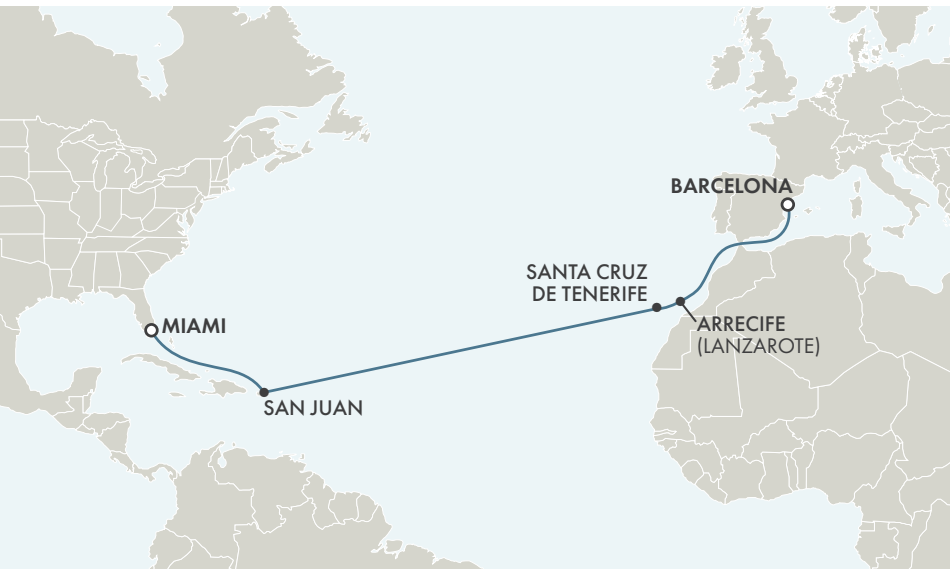 BARCELONA
SANTA CRUZ
DE TENERIFE
ARRECIFE
(LANZAROTE)
MIAMI
SAN JUAN